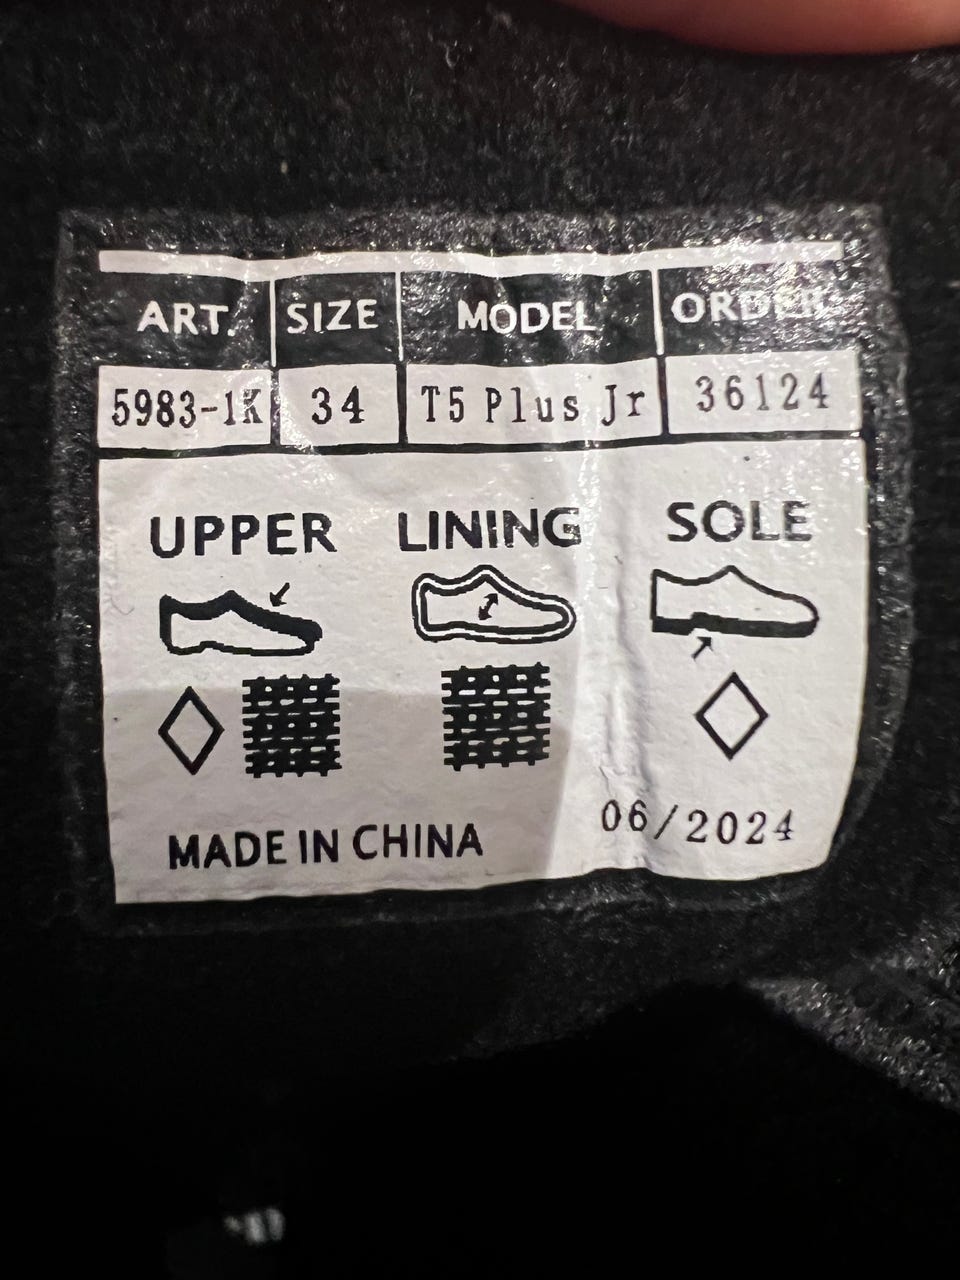 ART. SIZE MODEL ORDER
5983-1K 34 T5 Plus Jr 36124
UPPER LINING SOLE
MADE IN CHINA
06/2024